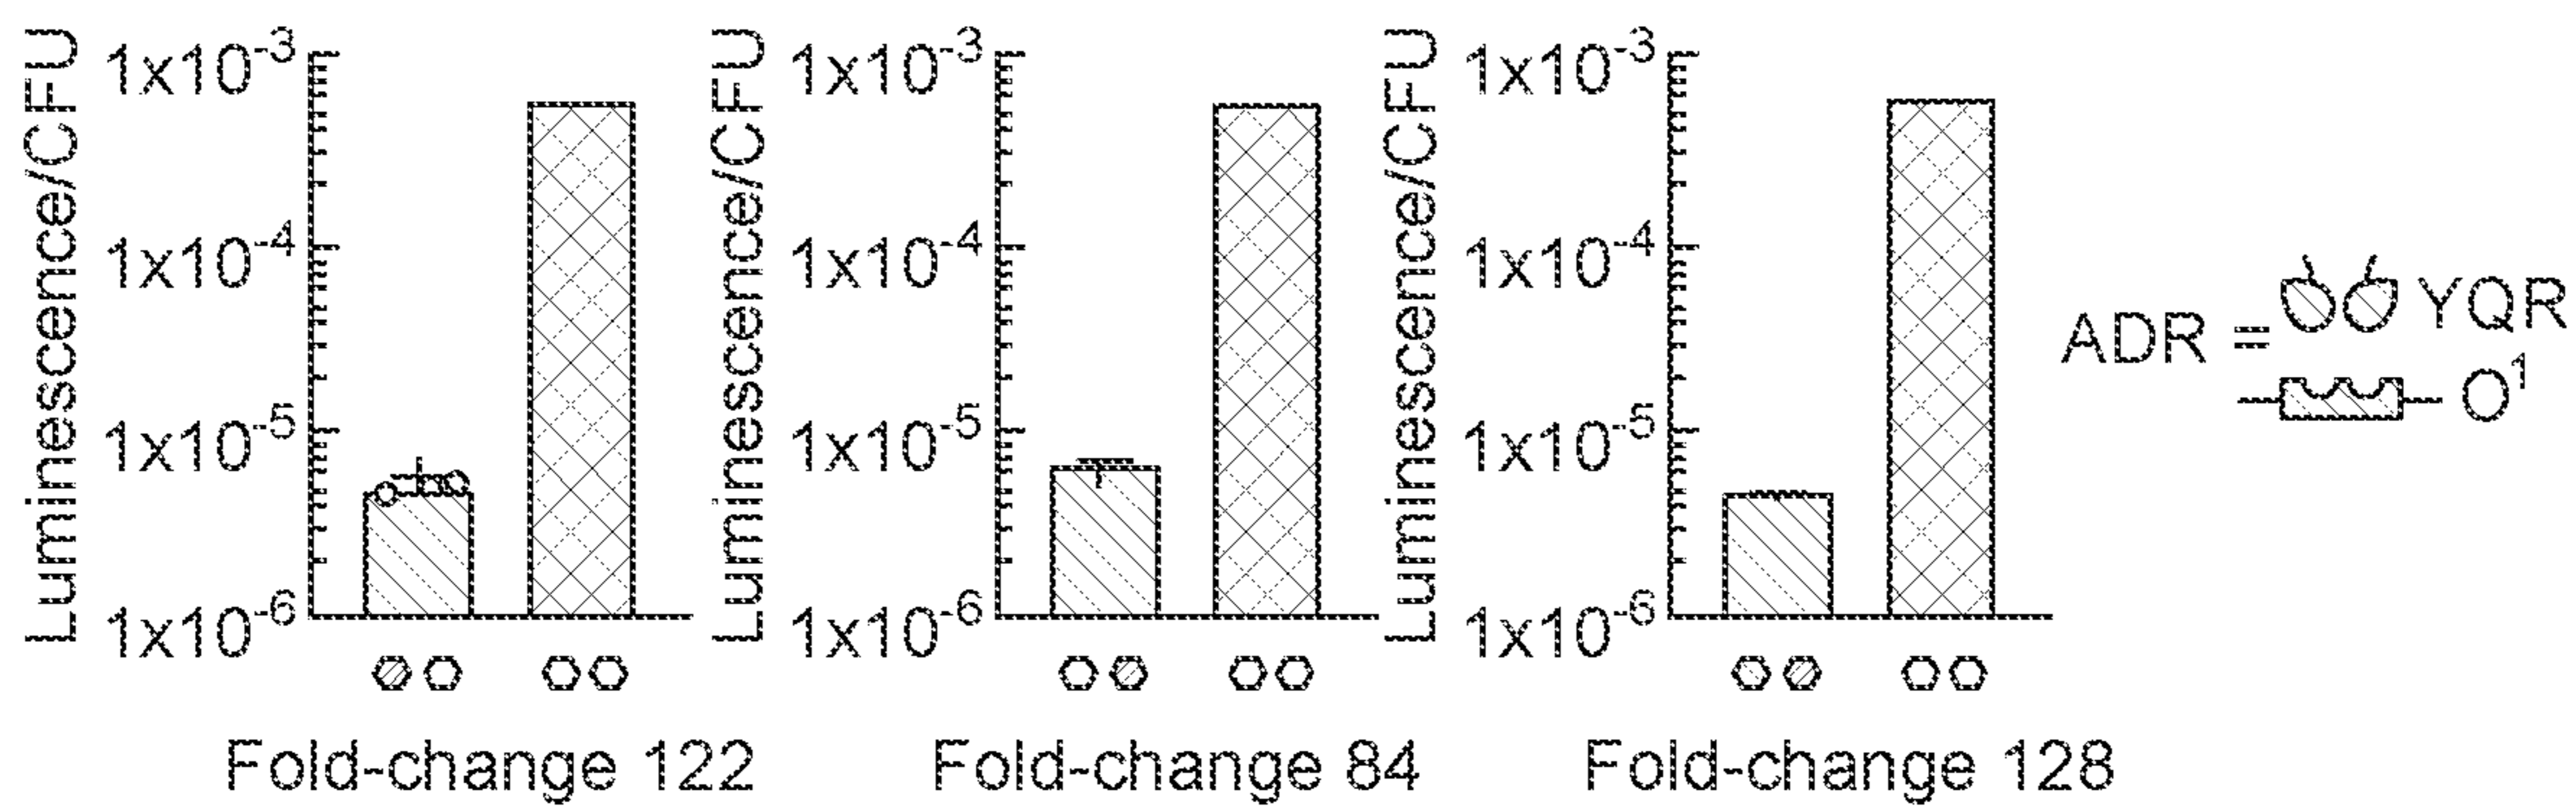 Luminescence/CFU
1x10⁻³
1x10⁻⁴
1x10⁻⁵
1x10⁻⁶
Fold-change 122
Luminescence/CFU
1x10⁻³
1x10⁻⁴
1x10⁻⁵
1x10⁻⁶
Fold-change 84
Luminescence/CFU
1x10⁻³
1x10⁻⁴
1x10⁻⁵
1x10⁻⁶
Fold-change 128
ADR = YQR
O¹